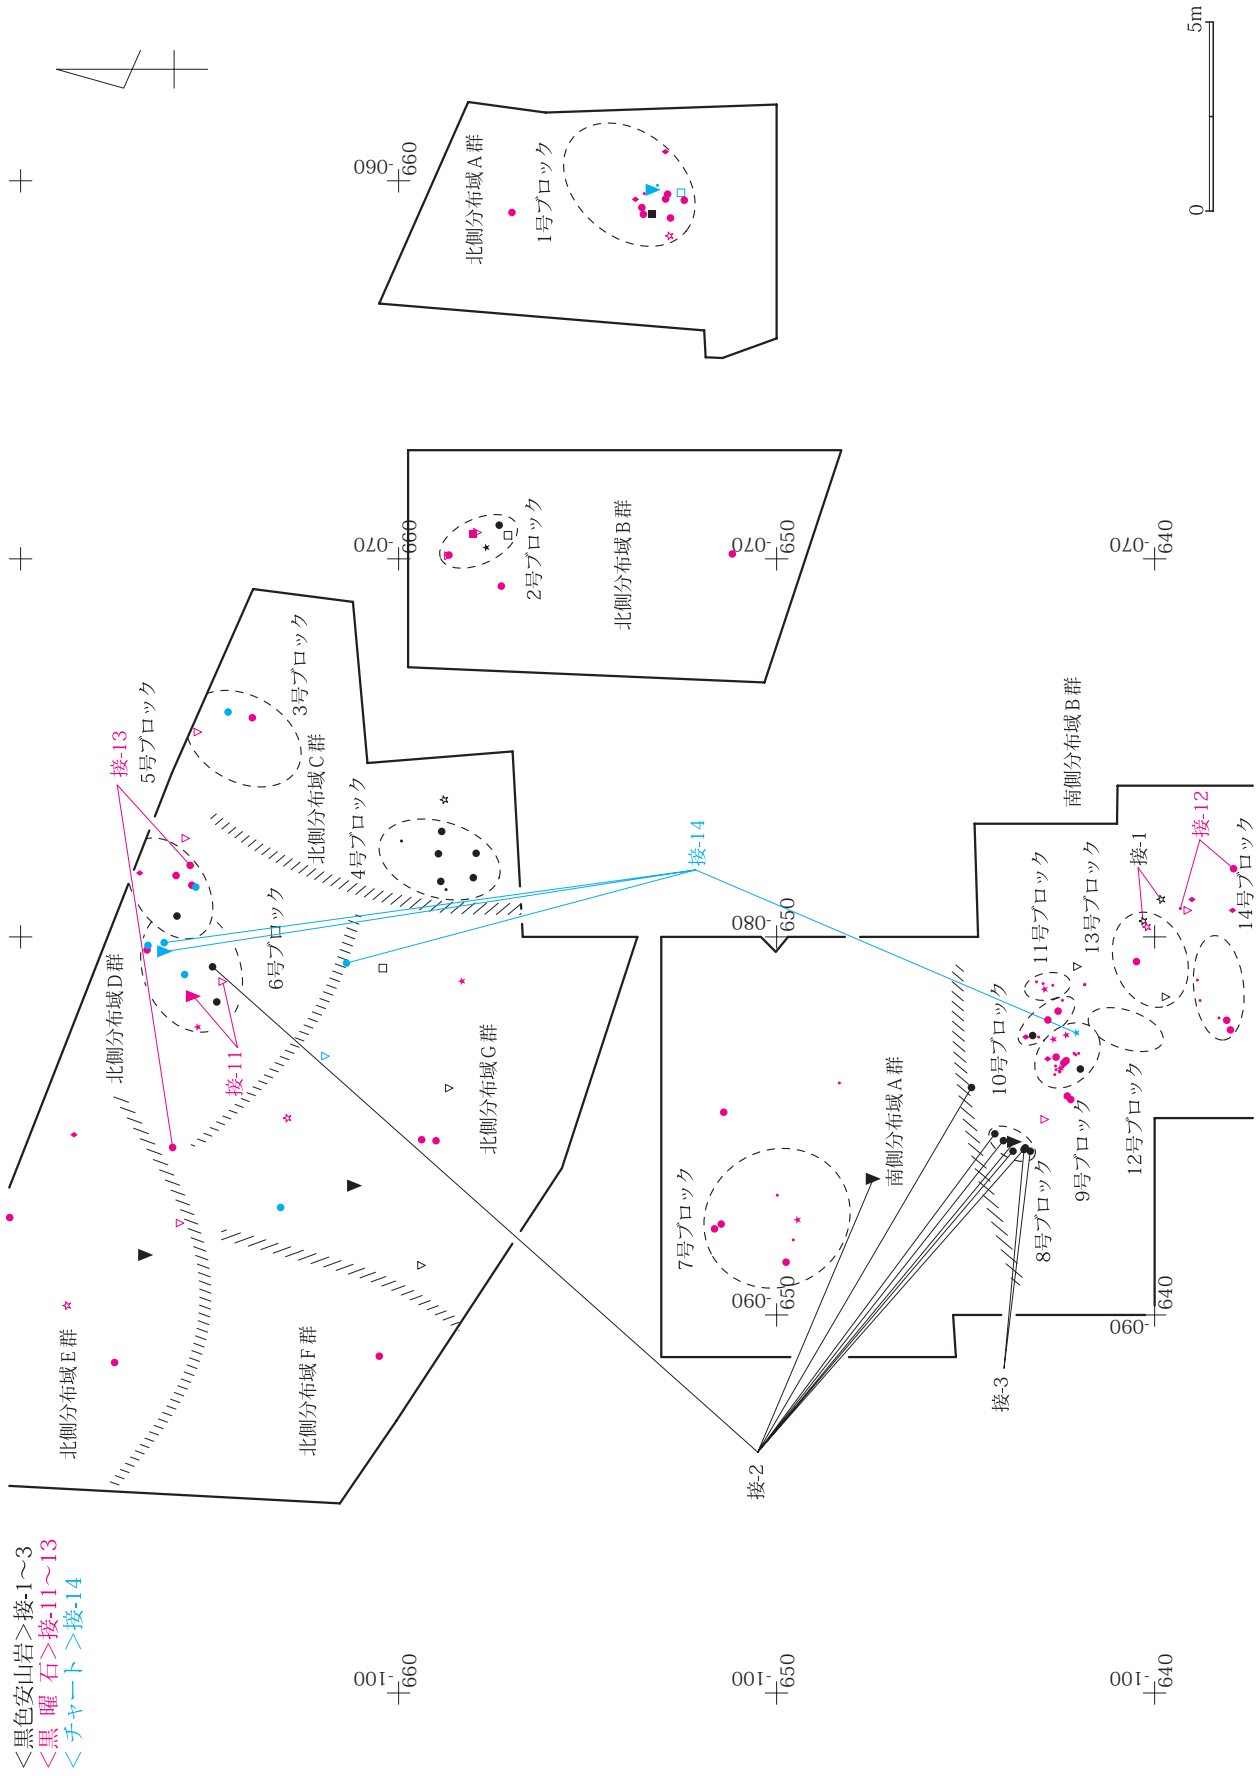 <黒色安山岩>接-1～3
<黒 曜 石>接-11～13
<チャート >接-14
北側分布域E群
北側分布域D群
接-13
5号ブロック
6号ブロック
接-11
北側分布域F群
北側分布域C群
3号ブロック
4号ブロック
北側分布域G群
-100
660
-070
660
-060
660
北側分布域A群
1号ブロック
2号ブロック
北側分布域B群
接-14
7号ブロック
接-2
-100
650
-090
650
-080
650
-070
650
南側分布域A群
接-3
8号ブロック
9号ブロック
10号ブロック
11号ブロック
12号ブロック
13号ブロック
南側分布域B群
接-1
接-12
14号ブロック
-100
640
-090
640
-070
640
0
5m